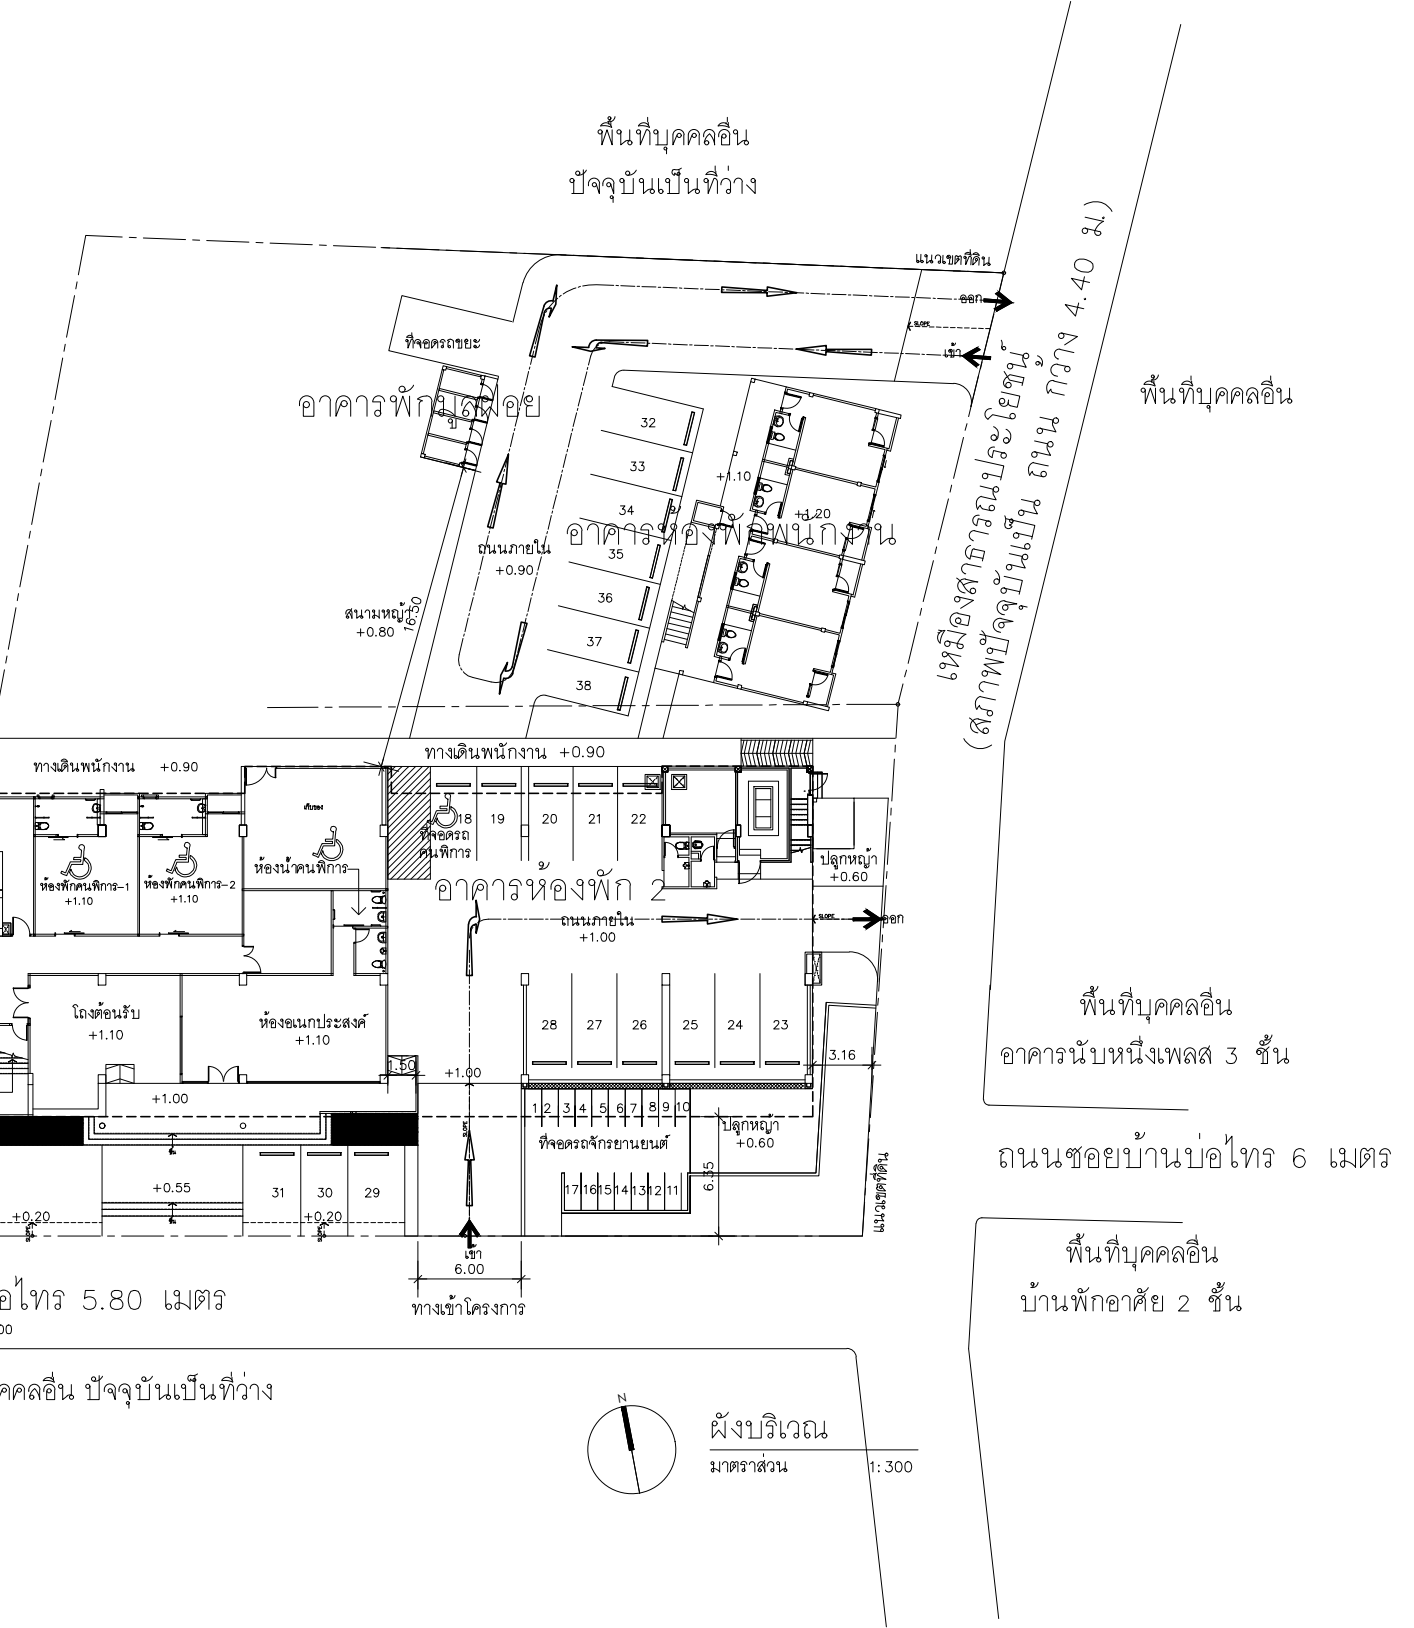 พื้นที่บุคคลอื่น
ปัจจุบันเป็นที่ว่าง
แนวเขตที่ดิน
ออก
SLOPE
เข้า
ที่จอดรถขยะ
อาคารพักมูลฝอย
เหมืองสาธารณประโยชน์
(สภาพปัจจุบันเป็น ถนน กว้าง 4.40 ม.)
พื้นที่บุคคลอื่น
32
33
34
35
36
37
38
+1.10
+1.20
อาคารห้องพักพนักงาน
ถนนภายใน
+0.90
สนามหญ้า
+0.80
16.50
ทางเดินพนักงาน +0.90
ทางเดินพนักงาน +0.90
เก็บของ
18
19
20
21
22
ที่จอดรถ
คนพิการ
ห้องน้ำคนพิการ
ห้องพักคนพิการ-1
+1.10
ห้องพักคนพิการ-2
+1.10
ปลูกหญ้า
+0.60
อาคารห้องพัก 2
ถนนภายใน
+1.00
SLOPE
ออก
โถงต้อนรับ
+1.10
ห้องอเนกประสงค์
+1.10
28
27
26
25
24
23
3.16
พื้นที่บุคคลอื่น
อาคารนับหนึ่งเพลส 3 ชั้น
+1.00
+1.00
1
2
3
4
5
6
7
8
9
10
ปลูกหญ้า
+0.60
ที่จอดรถจักรยานยนต์
SLOPE
6.35
แนวเขตที่ดิน
ถนนซอยบ้านบ่อไทร 6 เมตร
17
16
15
14
13
12
11
+0.55
31
30
29
+0.20
+0.20
SLOPE
SLOPE
เข้า
6.00
ทางเข้าโครงการ
พื้นที่บุคคลอื่น
บ้านพักอาศัย 2 ชั้น
อไทร 5.80 เมตร
00
คคลอื่น ปัจจุบันเป็นที่ว่าง
N
ผังบริเวณ
มาตราส่วน 1:300